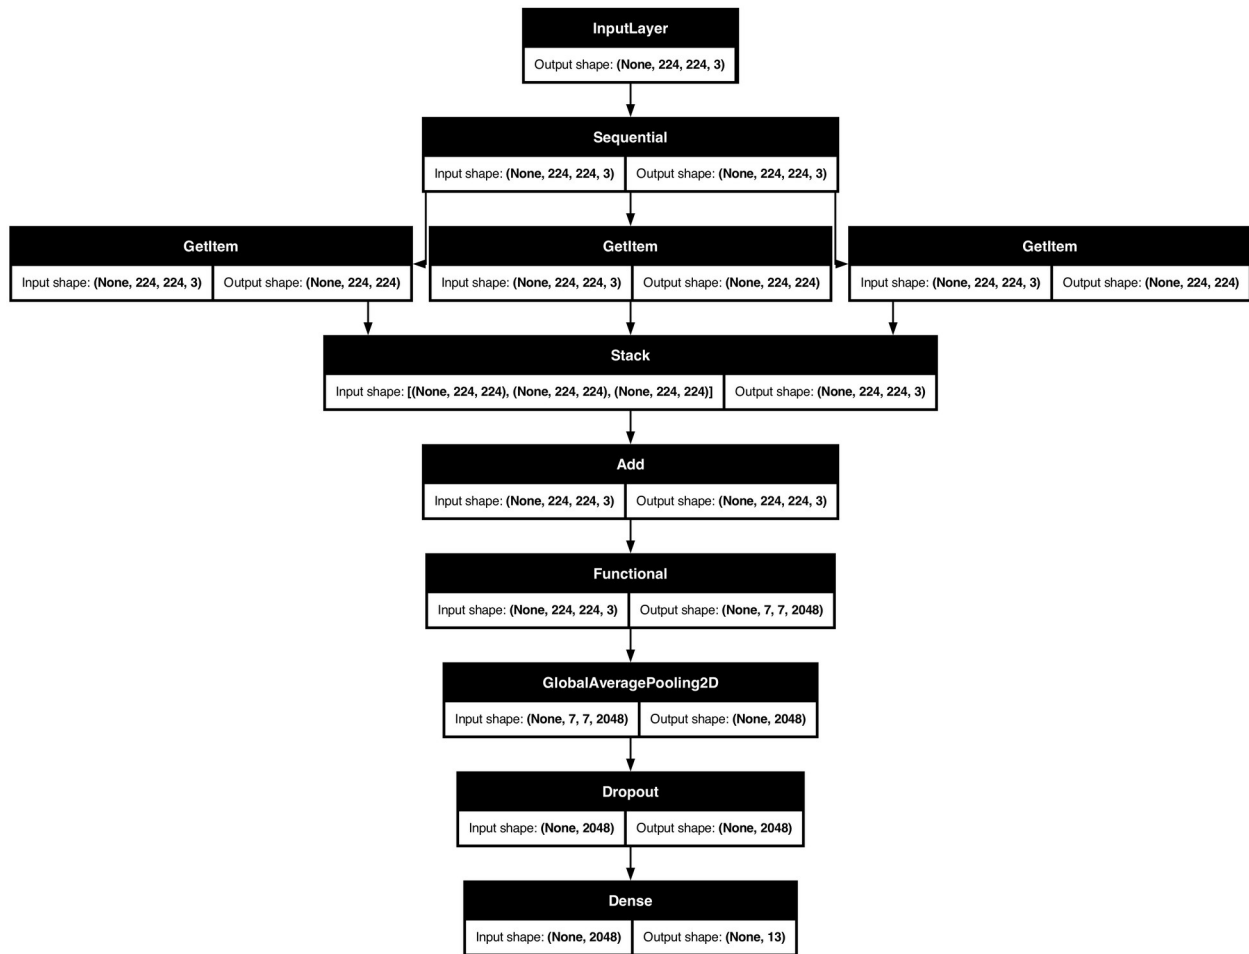 InputLayer
Output shape: (None, 224, 224, 3)
Sequential
Input shape: (None, 224, 224, 3) Output shape: (None, 224, 224, 3)
GetItem GetItem GetItem
Input shape: (None, 224, 224, 3) Output shape: (None, 224, 224) Input shape: (None, 224, 224, 3) Output shape: (None, 224, 224) Input shape: (None, 224, 224, 3) Output shape: (None, 224, 224)
Stack
Input shape: [(None, 224, 224), (None, 224, 224), (None, 224, 224)] Output shape: (None, 224, 224, 3)
Add
Input shape: (None, 224, 224, 3) Output shape: (None, 224, 224, 3)
Functional
Input shape: (None, 224, 224, 3) Output shape: (None, 7, 7, 2048)
GlobalAveragePooling2D
Input shape: (None, 7, 7, 2048) Output shape: (None, 2048)
Dropout
Input shape: (None, 2048) Output shape: (None, 2048)
Dense
Input shape: (None, 2048) Output shape: (None, 13)